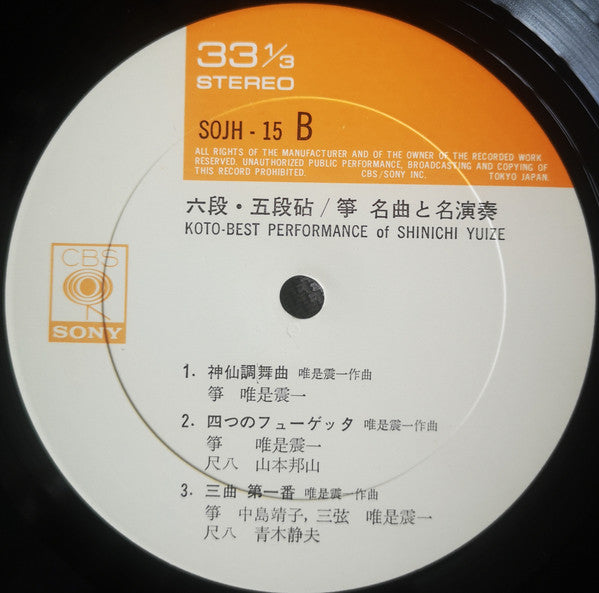 33 1/3
STEREO
SOJH - 15 B
ALL RIGHTS OF THE MANUFACTURER AND OF THE OWNER OF THE RECORDED WORK
RESERVED. UNAUTHORIZED PUBLIC PERFORMANCE, BROADCASTING AND COPYING OF
THIS RECORD PROHIBITED. CBS/SONY INC. TOKYO JAPAN.
六段・五段砧 / 箏 名曲と名演奏
KOTO-BEST PERFORMANCE of SHINICHI YUIZE
CBS
SONY
1. 神仙調舞曲 唯是震一作曲
箏 唯是震一
2. 四つのフューゲッタ 唯是震一作曲
箏 唯是震一
尺八 山本邦山
3. 三曲 第一番 唯是震一作曲
箏 中島靖子, 三弦 唯是震一
尺八 青木静夫